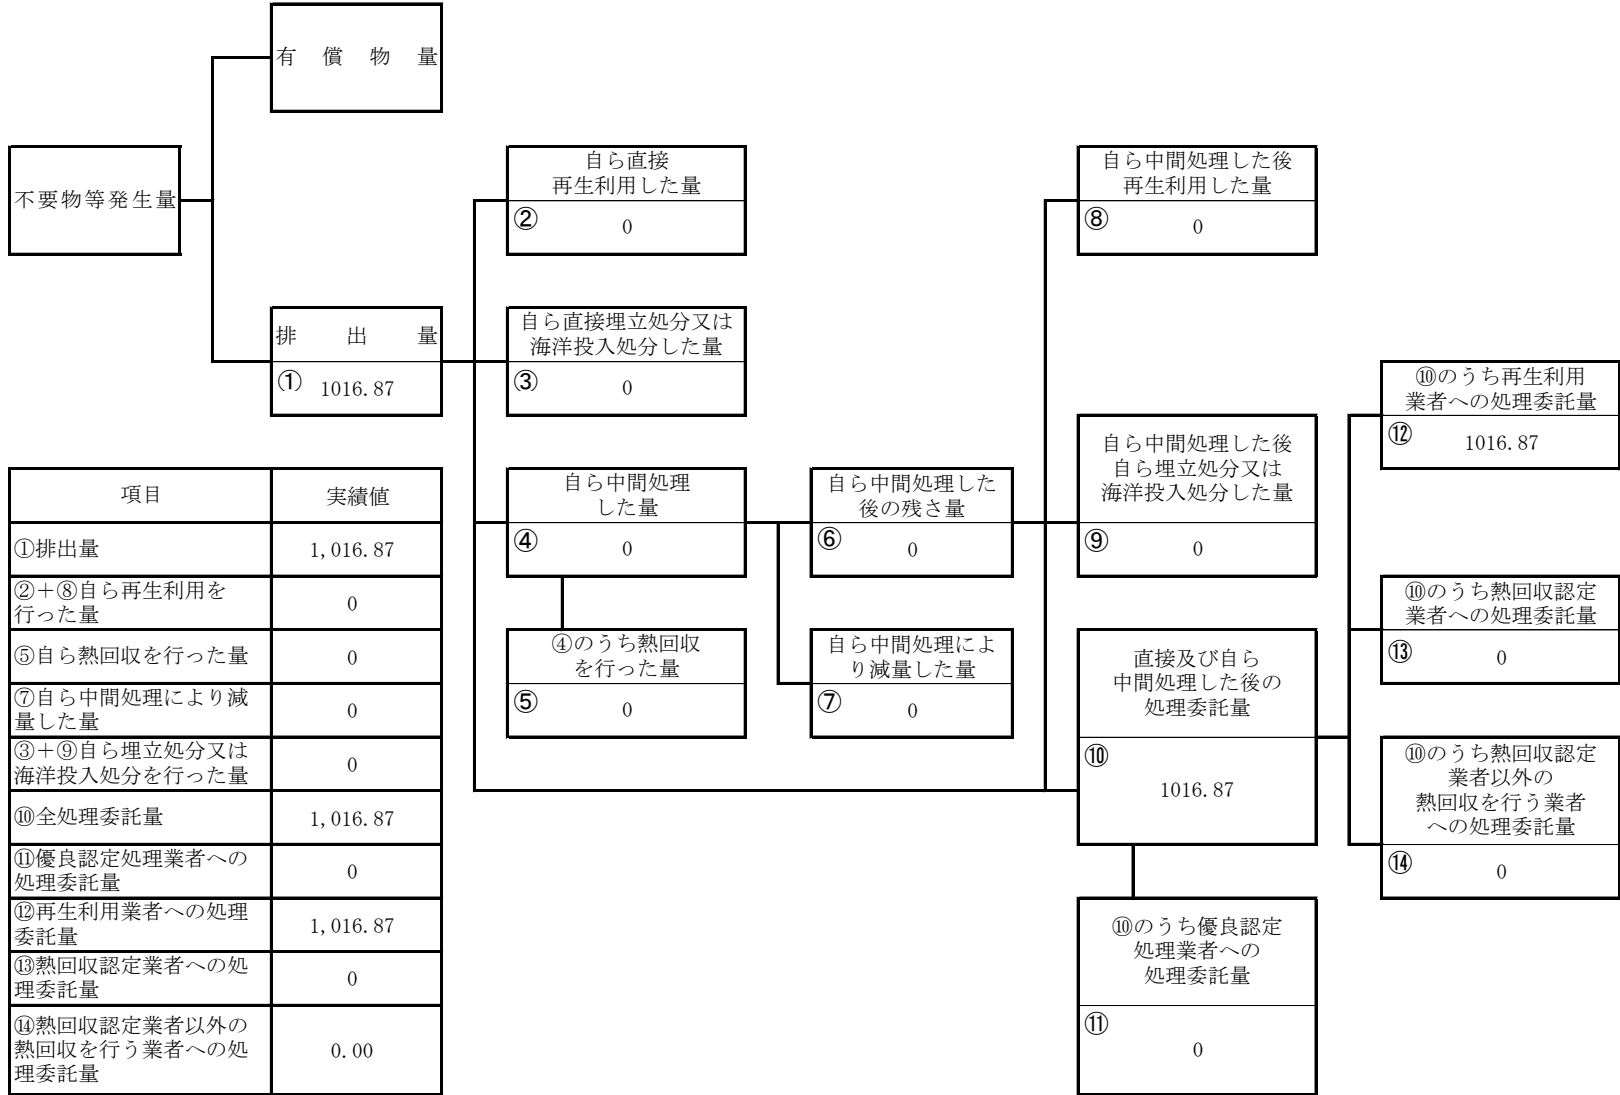 有償物量
不要物等発生量
排出量
① 1016.87
自ら直接
再生利用した量
② 0
自ら直接埋立処分又は
海洋投入処分した量
③ 0
自ら中間処理
した量
④ 0
④のうち熱回収
を行った量
⑤ 0
自ら中間処理した
後の残さ量
⑥ 0
自ら中間処理によ
り減量した量
⑦ 0
自ら中間処理した後
再生利用した量
⑧ 0
自ら中間処理した後
自ら埋立処分又は
海洋投入処分した量
⑨ 0
直接及び自ら
中間処理した後の
処理委託量
⑩
1016.87
⑩のうち優良認定
処理業者への
処理委託量
⑪
0
⑩のうち再生利用
業者への処理委託量
⑫ 1016.87
⑩のうち熱回収認定
業者への処理委託量
⑬ 0
⑩のうち熱回収認定
業者以外の
熱回収を行う業者
への処理委託量
⑭ 0
項目 実績値
①排出量 1,016.87
②＋⑧自ら再生利用を
行った量 0
⑤自ら熱回収を行った量 0
⑦自ら中間処理により減
量した量 0
③＋⑨自ら埋立処分又は
海洋投入処分を行った量 0
⑩全処理委託量 1,016.87
⑪優良認定処理業者への
処理委託量 0
⑫再生利用業者への処理
委託量 1,016.87
⑬熱回収認定業者への処
理委託量 0
⑭熱回収認定業者以外の
熱回収を行う業者への処 0.00
理委託量